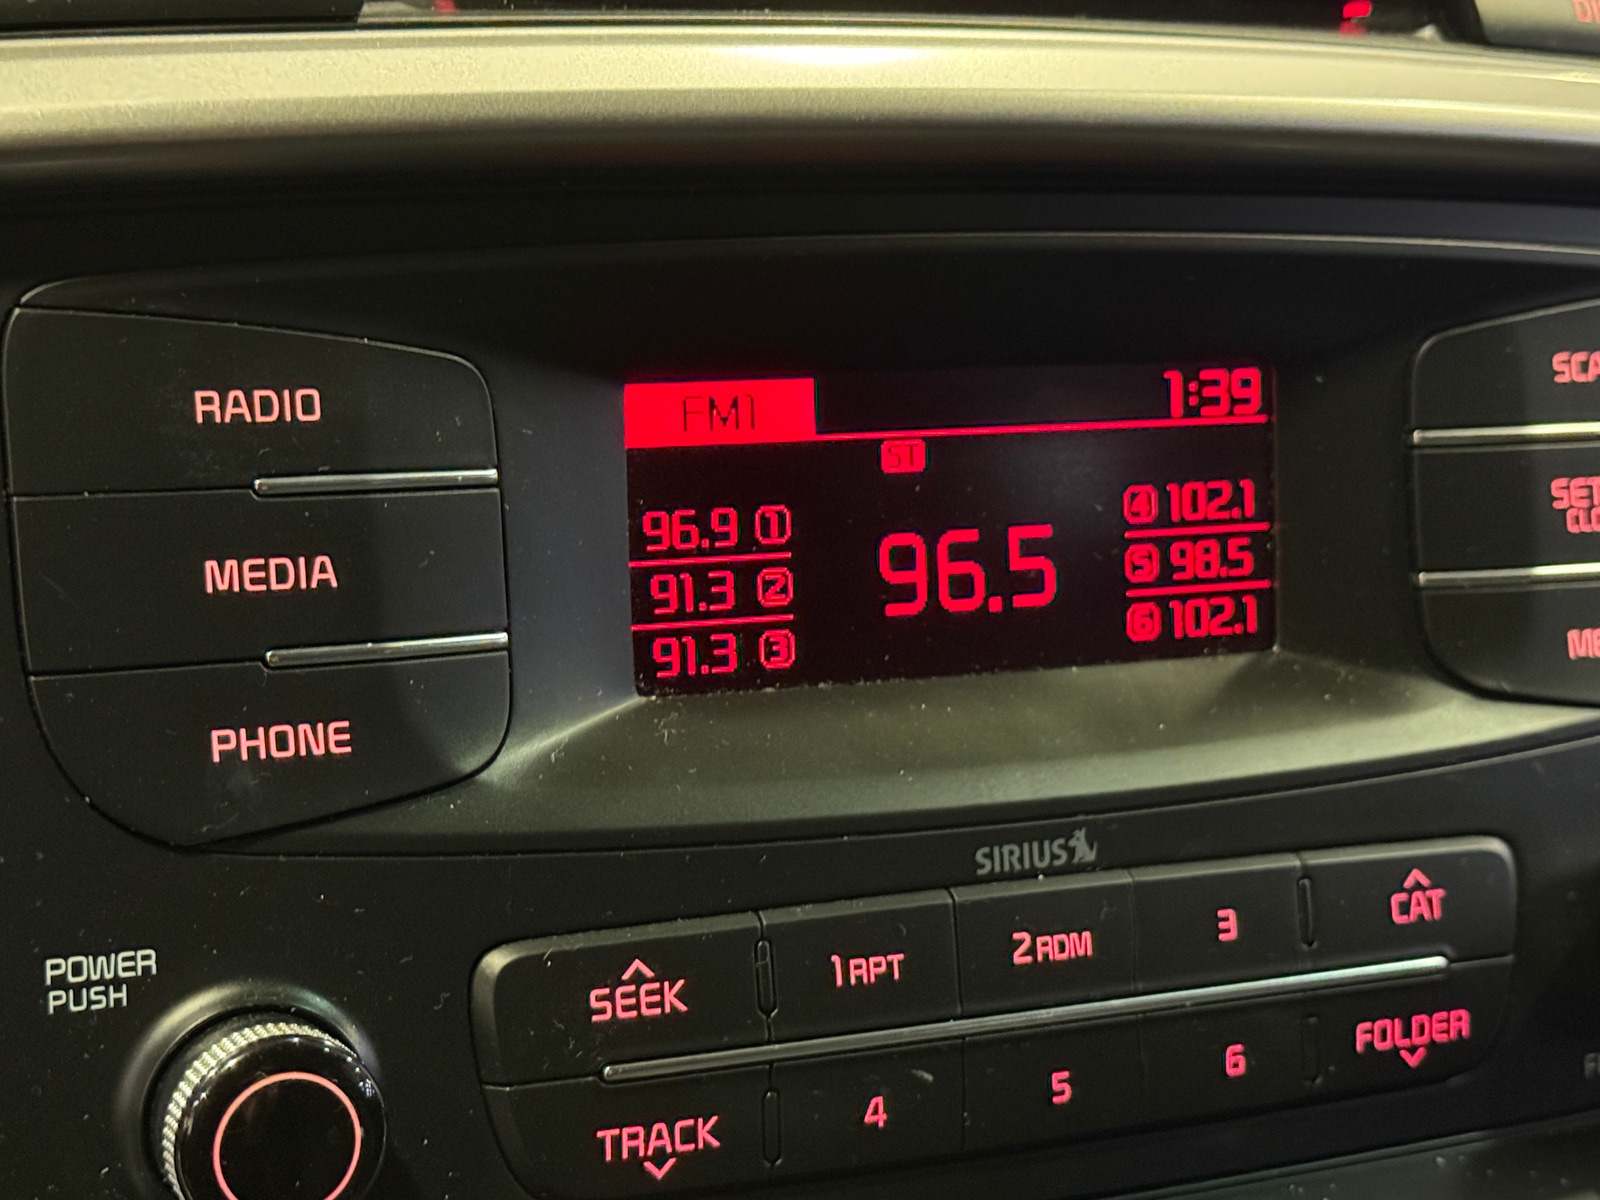 RADIO
MEDIA
PHONE
FM1
1:39
ST
96.9 1
91.3 2
91.3 3
96.5
4 102.1
5 98.5
6 102.1
SIRIUS
POWER
PUSH
SEEK
1 RPT
2 RDM
3
CAT
TRACK
4
5
6
FOLDER